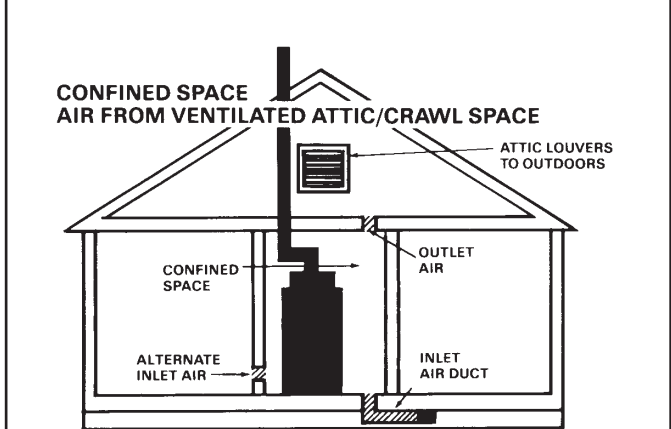 CONFINED SPACE
AIR FROM VENTILATED ATTIC/CRAWL SPACE
ATTIC LOUVERS
TO OUTDOORS
OUTLET
AIR
CONFINED
SPACE
ALTERNATE
INLET AIR
INLET
AIR DUCT